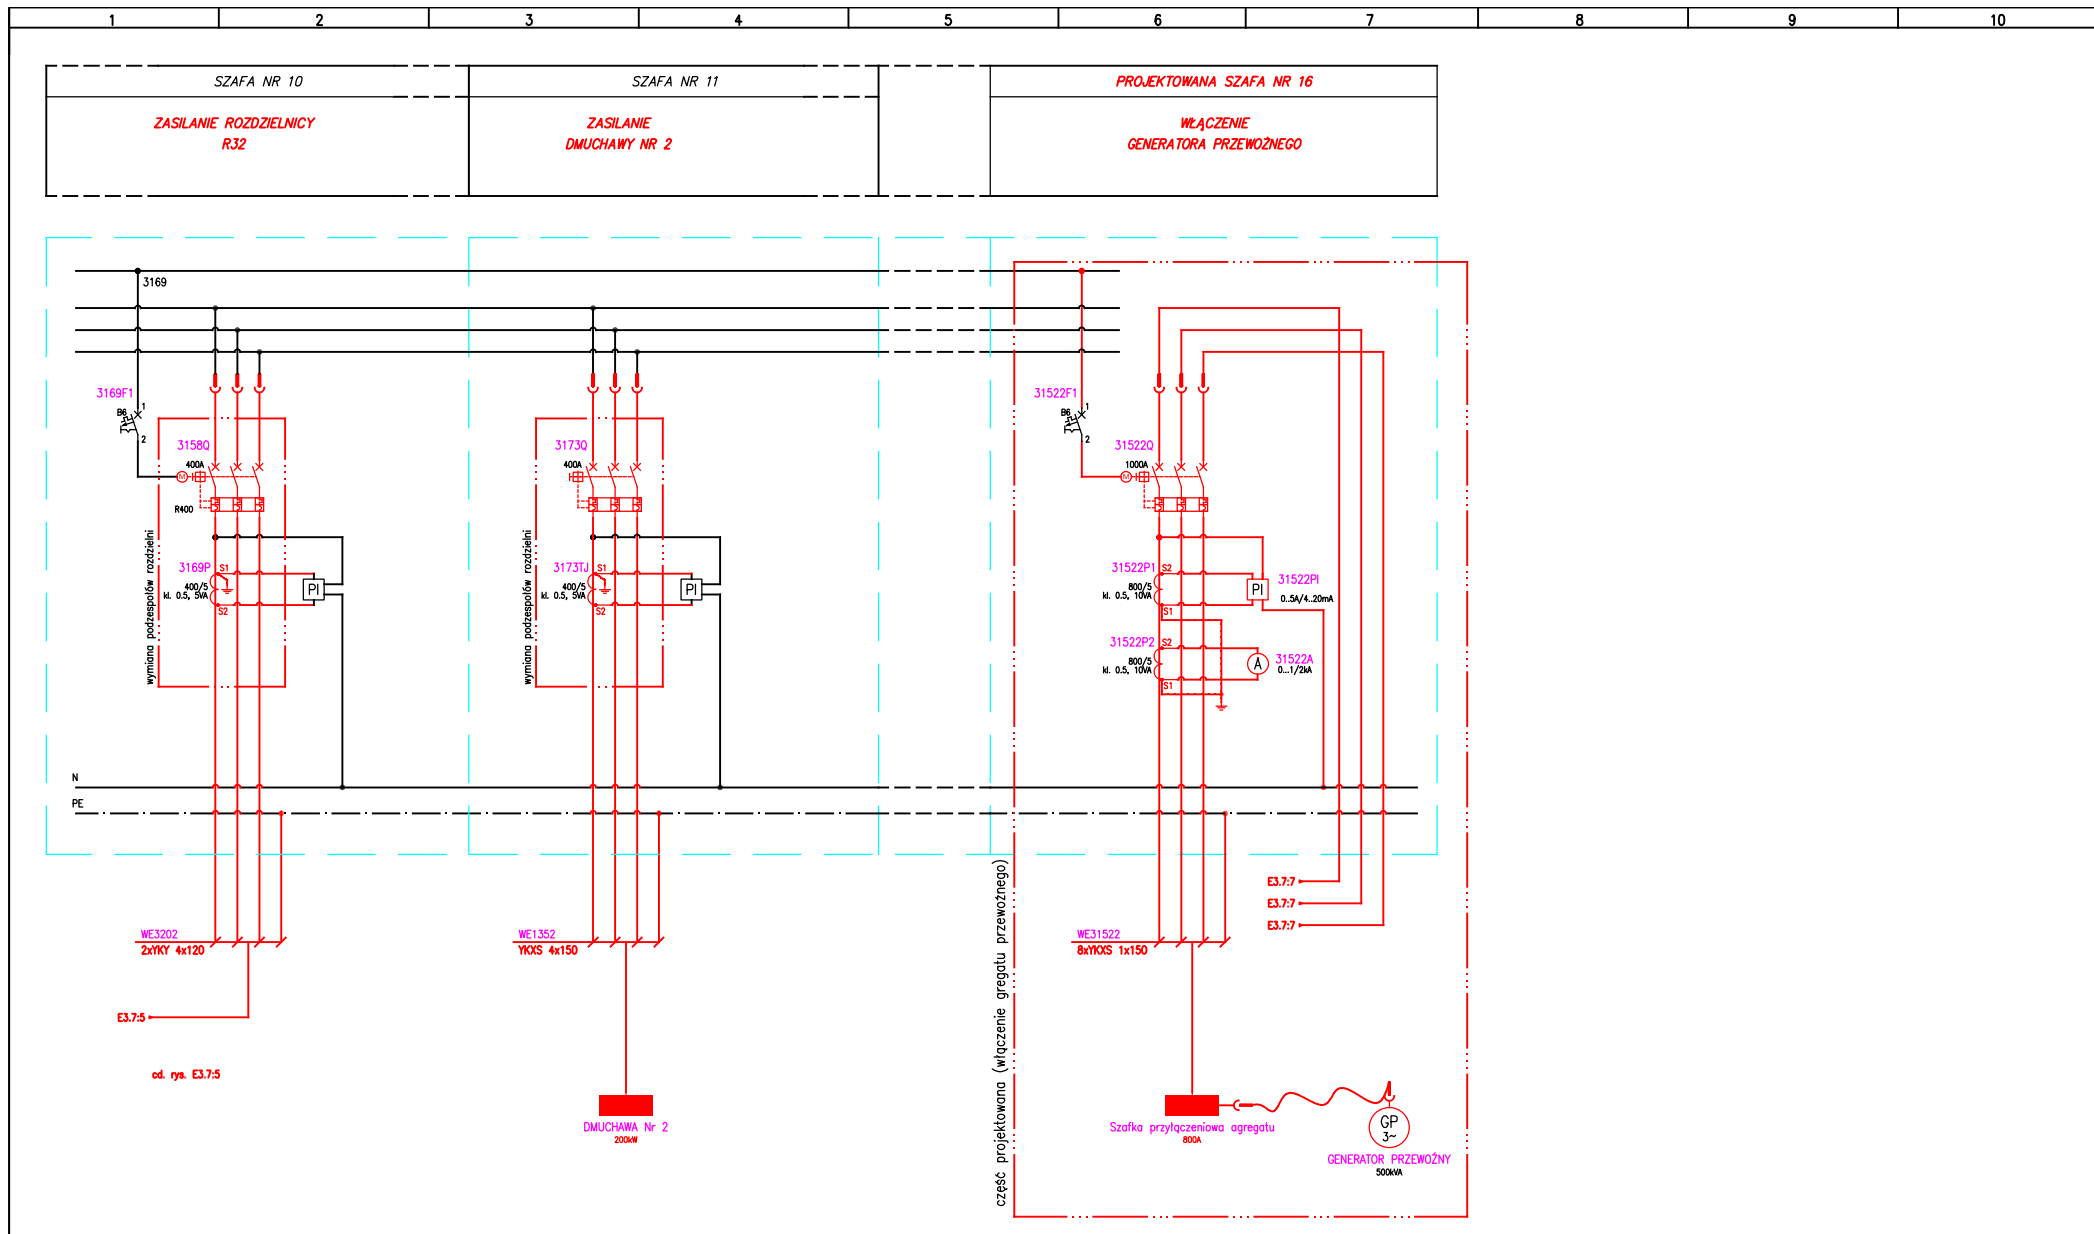 1 2 3 4 5 6 7 8 9 10
SZAFA NR 10
ZASILANIE ROZDZIELNICY
R32
SZAFA NR 11
ZASILANIE
DMUCHAWY NR 2
PROJEKTOWANA SZAFA NR 16
WŁĄCZENIE
GENERATORA PRZEWOŹNEGO
3169
3169F1
B6
1
2
3158Q
400A
M
R400
wymiana podzespołów rozdzielni
3169P
400/5
kl. 0.5, 5VA
S1
S2
PI
3173Q
400A
wymiana podzespołów rozdzielni
3173TJ
400/5
kl. 0.5, 5VA
S1
S2
PI
31522F1
B6
1
2
31522Q
1000A
M
31522P1
800/5
kl. 0.5, 10VA
S2
S1
PI
31522PI
0..5A/4..20mA
31522P2
800/5
kl. 0.5, 10VA
S2
S1
A
31522A
0...1/2kA
N
PE
WE3202
2xYKY 4x120
E3.7:5
cd. rys. E3.7:5
WE1352
YKXS 4x150
DMUCHAWA Nr 2
200kW
część projektowana (włączenie gregatu przewoźnego)
E3.7:7
E3.7:7
E3.7:7
WE31522
8xYKXS 1x150
Szafka przyłączeniowa agregatu
800A
GP
3~
GENERATOR PRZEWOŹNY
500kVA